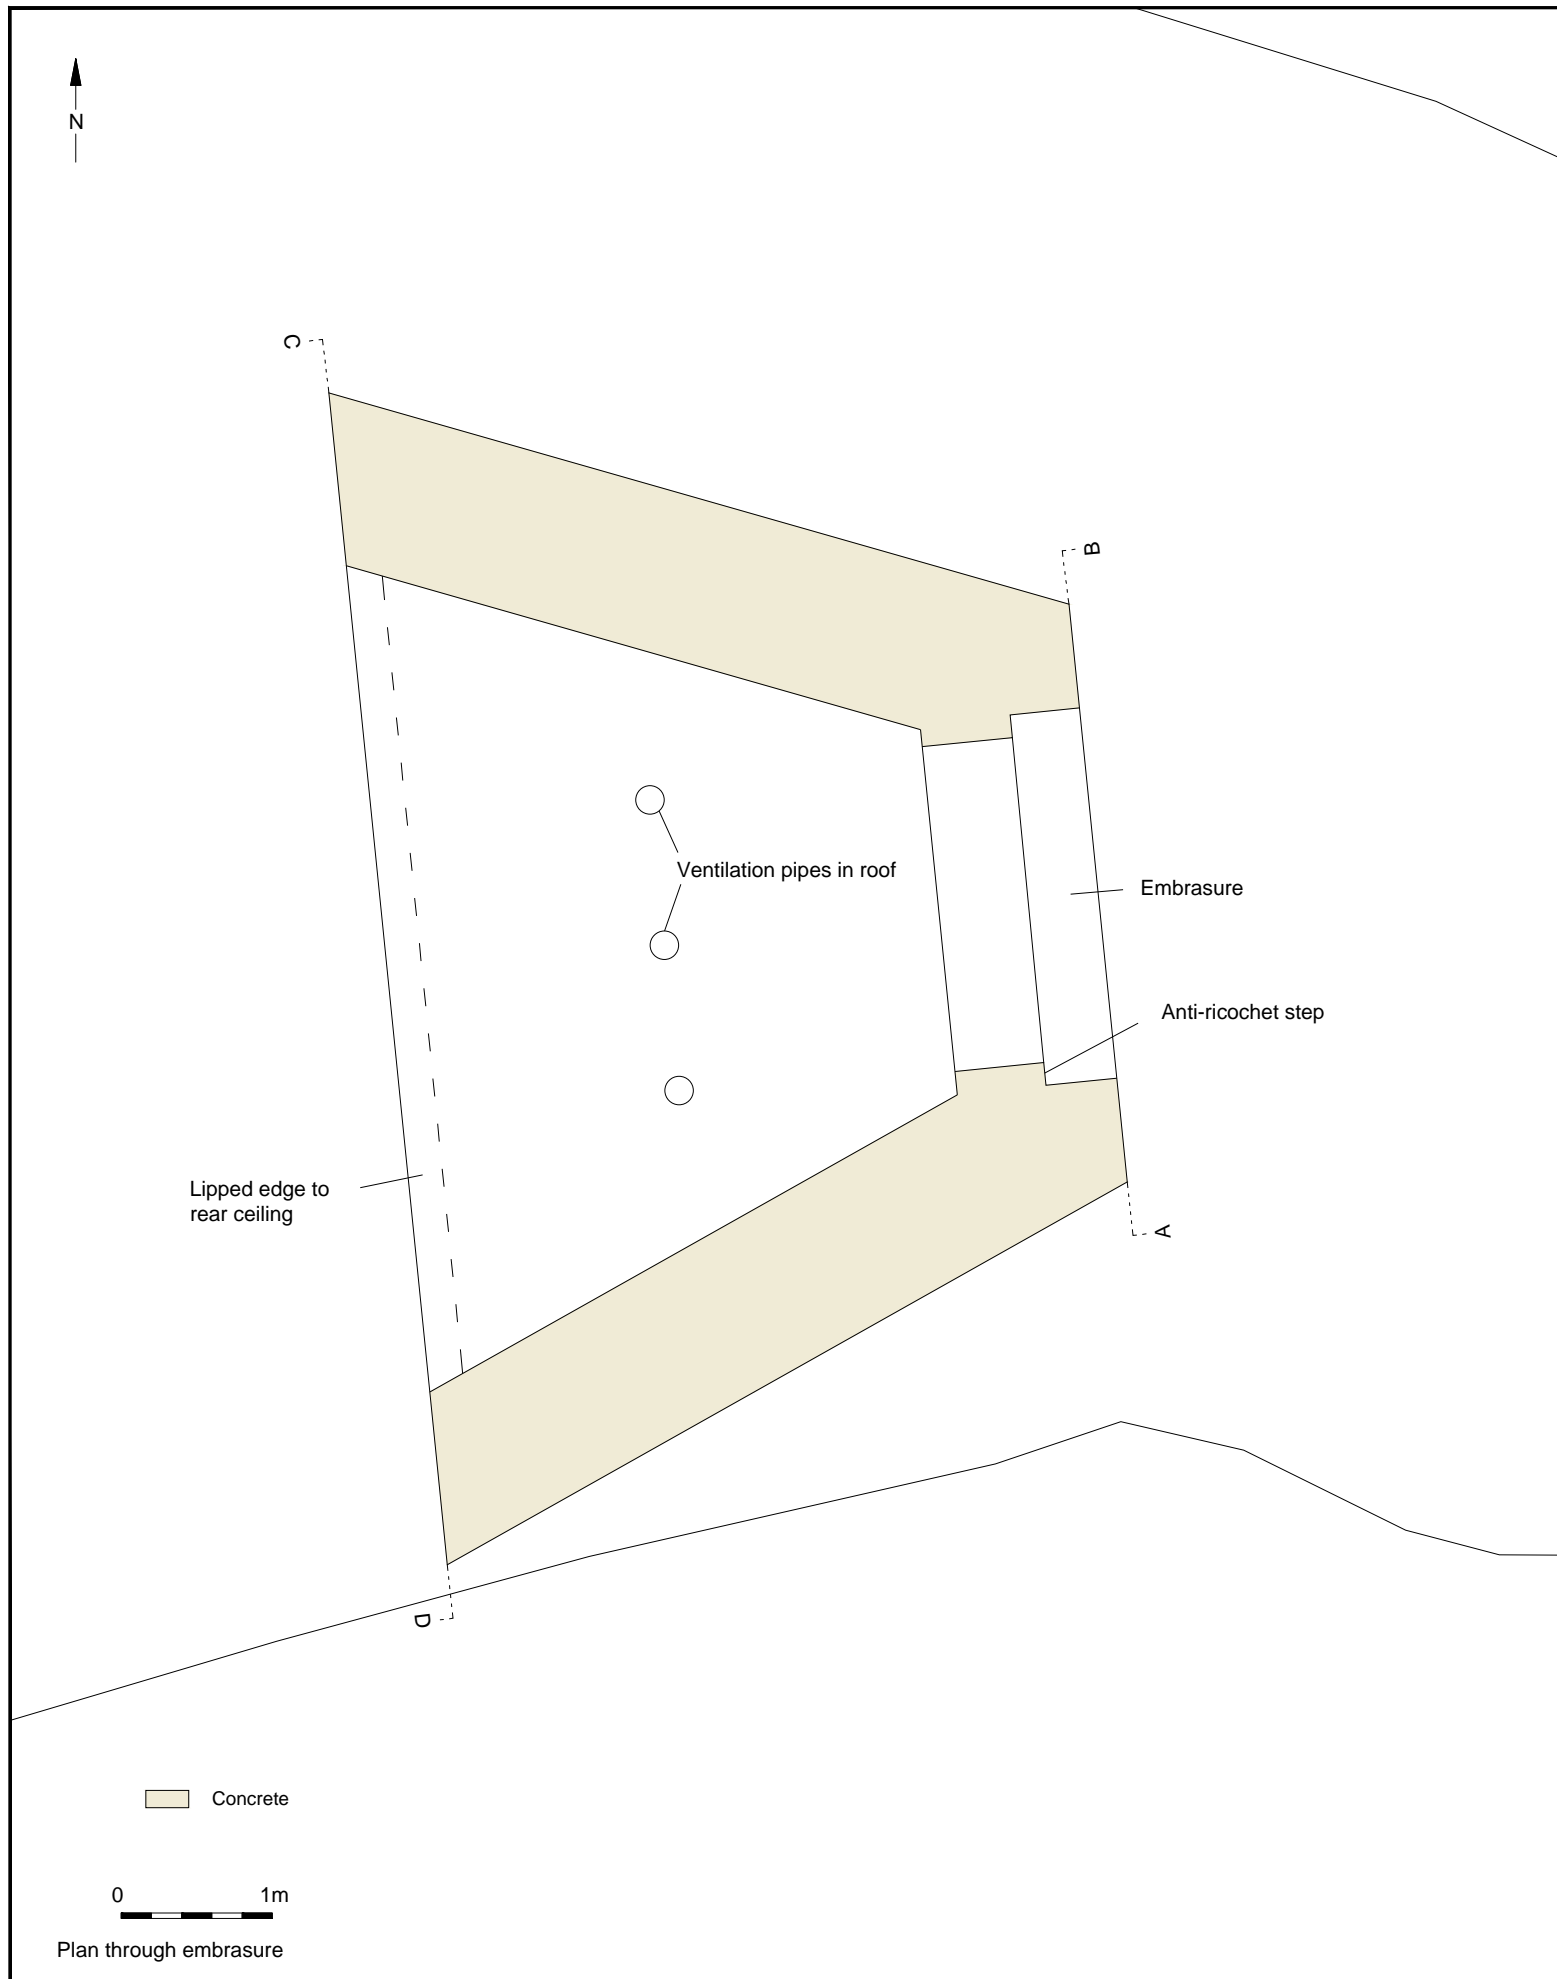 N
C
B
Ventilation pipes in roof
Embrasure
Anti-ricochet step
Lipped edge to
rear ceiling
A
D
Concrete
0 1m
Plan through embrasure